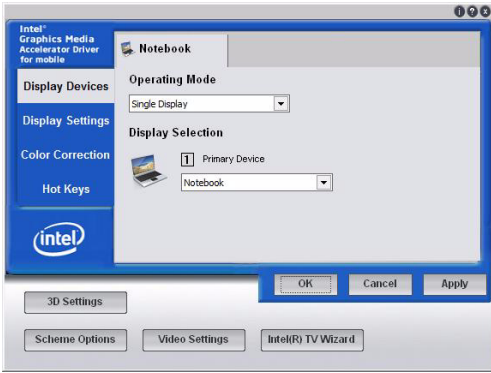 Intel®
Graphics Media
Accelerator Driver
for mobile
Display Devices
Display Settings
Color Correction
Hot Keys
intel
Notebook
Operating Mode
Single Display
Display Selection
1 Primary Device
Notebook
OK Cancel Apply
3D Settings
Scheme Options Video Settings Intel(R) TV Wizard